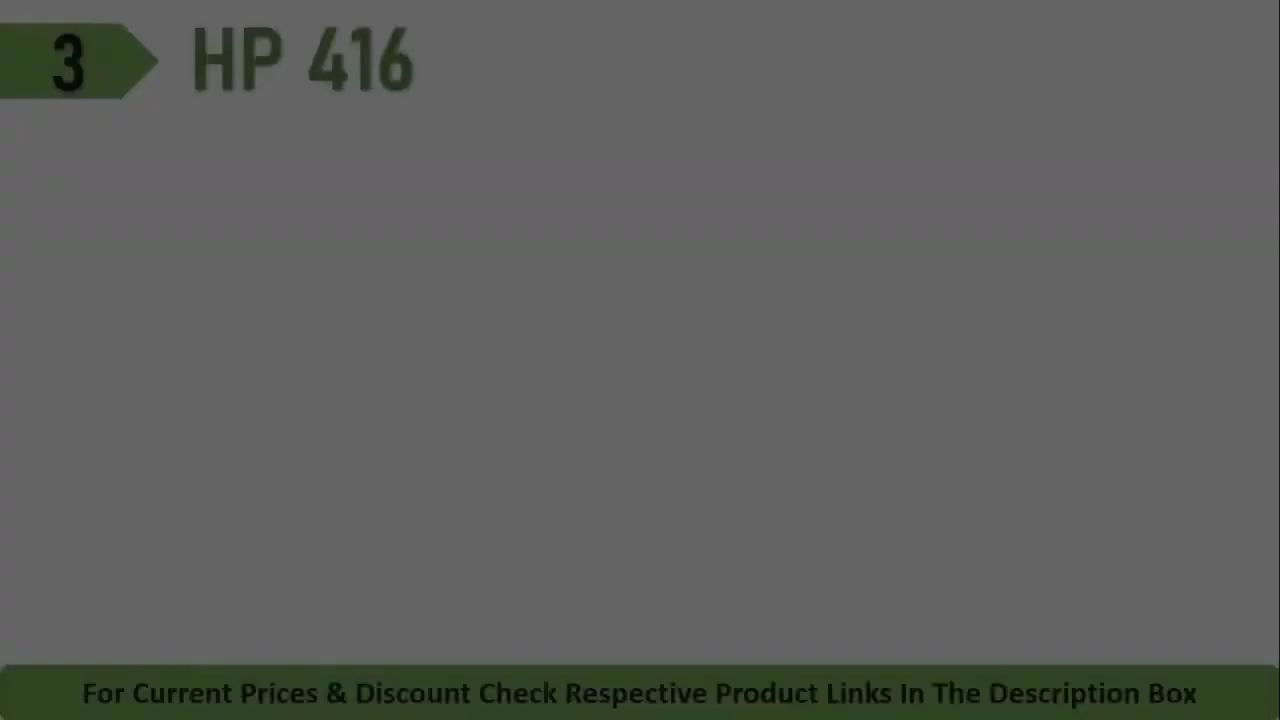 3 HP 416
For Current Prices & Discount Check Respective Product Links In The Description Box